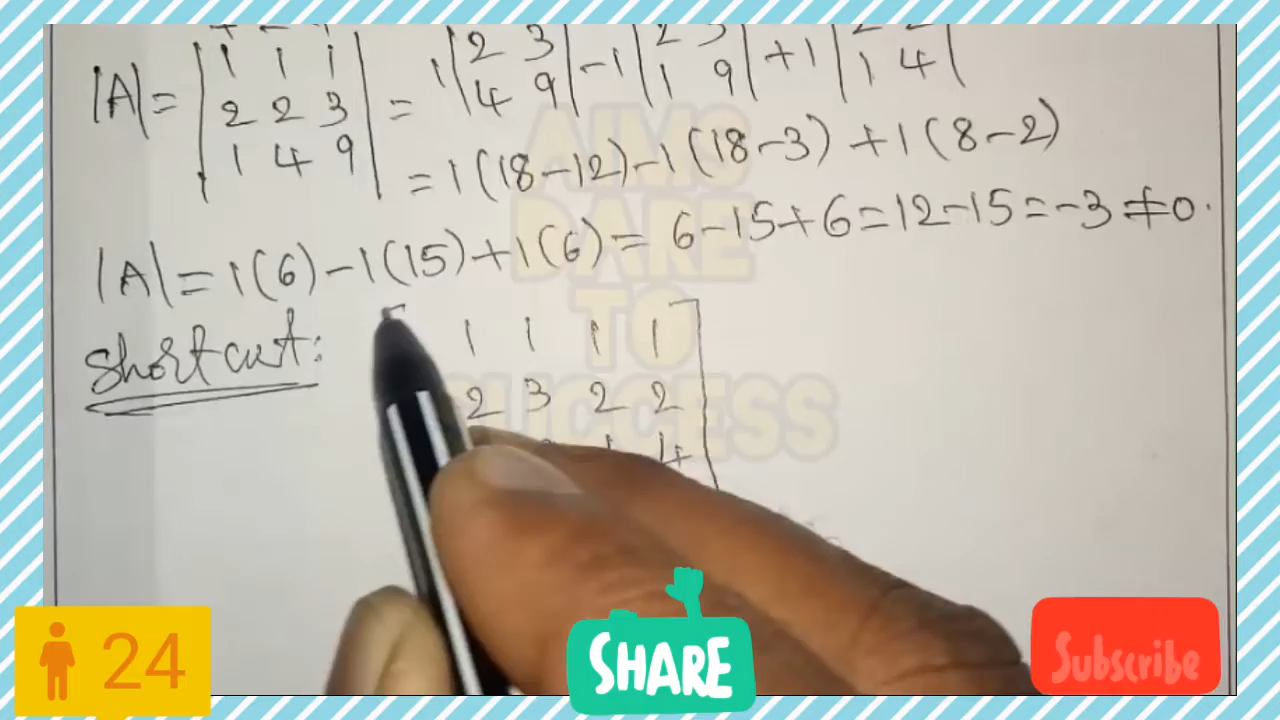 |A| = |1 1 1| = 1|2 3| - 1|2 3| + 1|2 2|
|2 2 3| |4 9| |1 9| |1 4|
|1 4 9| = 1(18-12)-1(18-3)+1(8-2)
|A| = 1(6)-1(15)+1(6) = 6-15+6=12-15=-3≠0.
Shortcut:
1 1 1 1
2 3 2 2
4
AIMS
DARE
TO
SUCCESS
24
SHARE
Subscribe